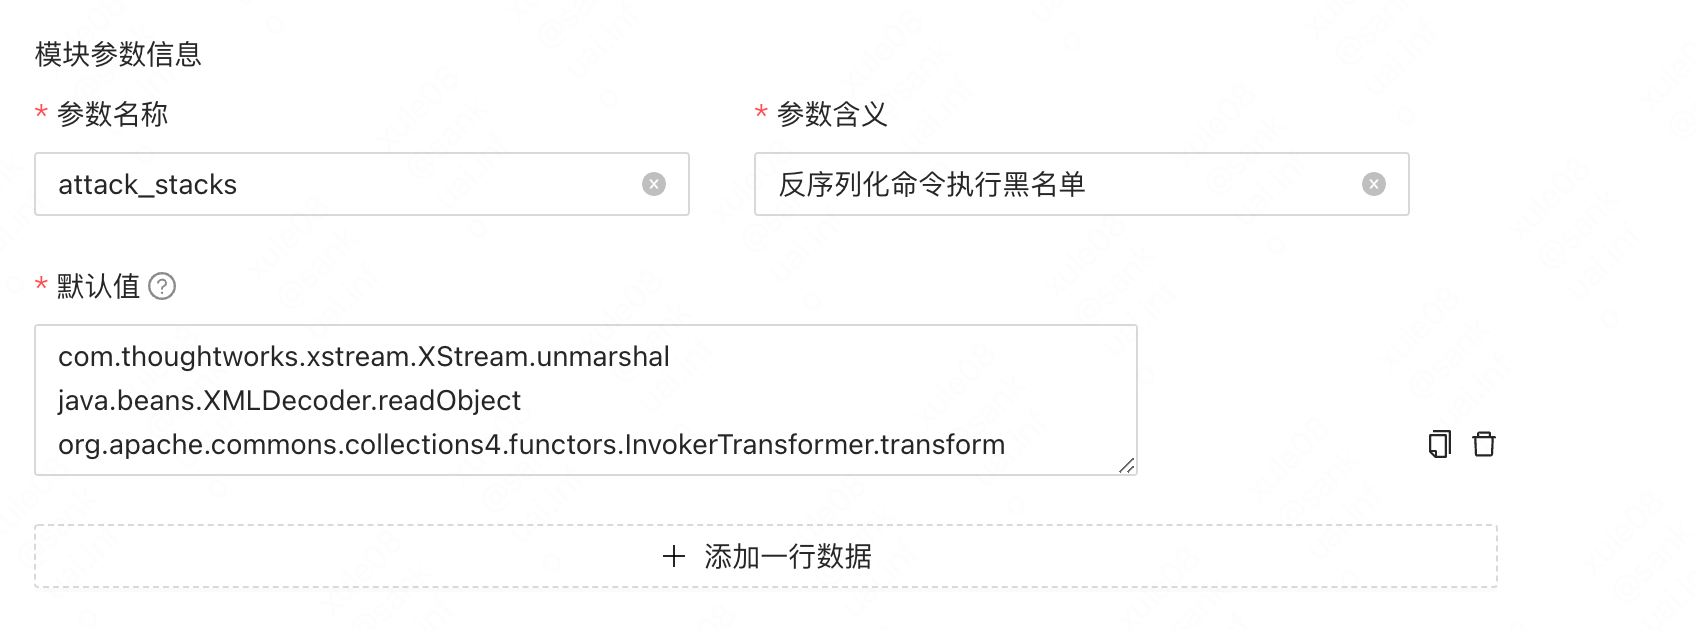 模块参数信息
* 参数名称
* 参数含义
attack_stacks
反序列化命令执行黑名单
* 默认值
com.thoughtworks.xstream.XStream.unmarshal
java.beans.XMLDecoder.readObject
org.apache.commons.collections4.functors.InvokerTransformer.transform
+ 添加一行数据